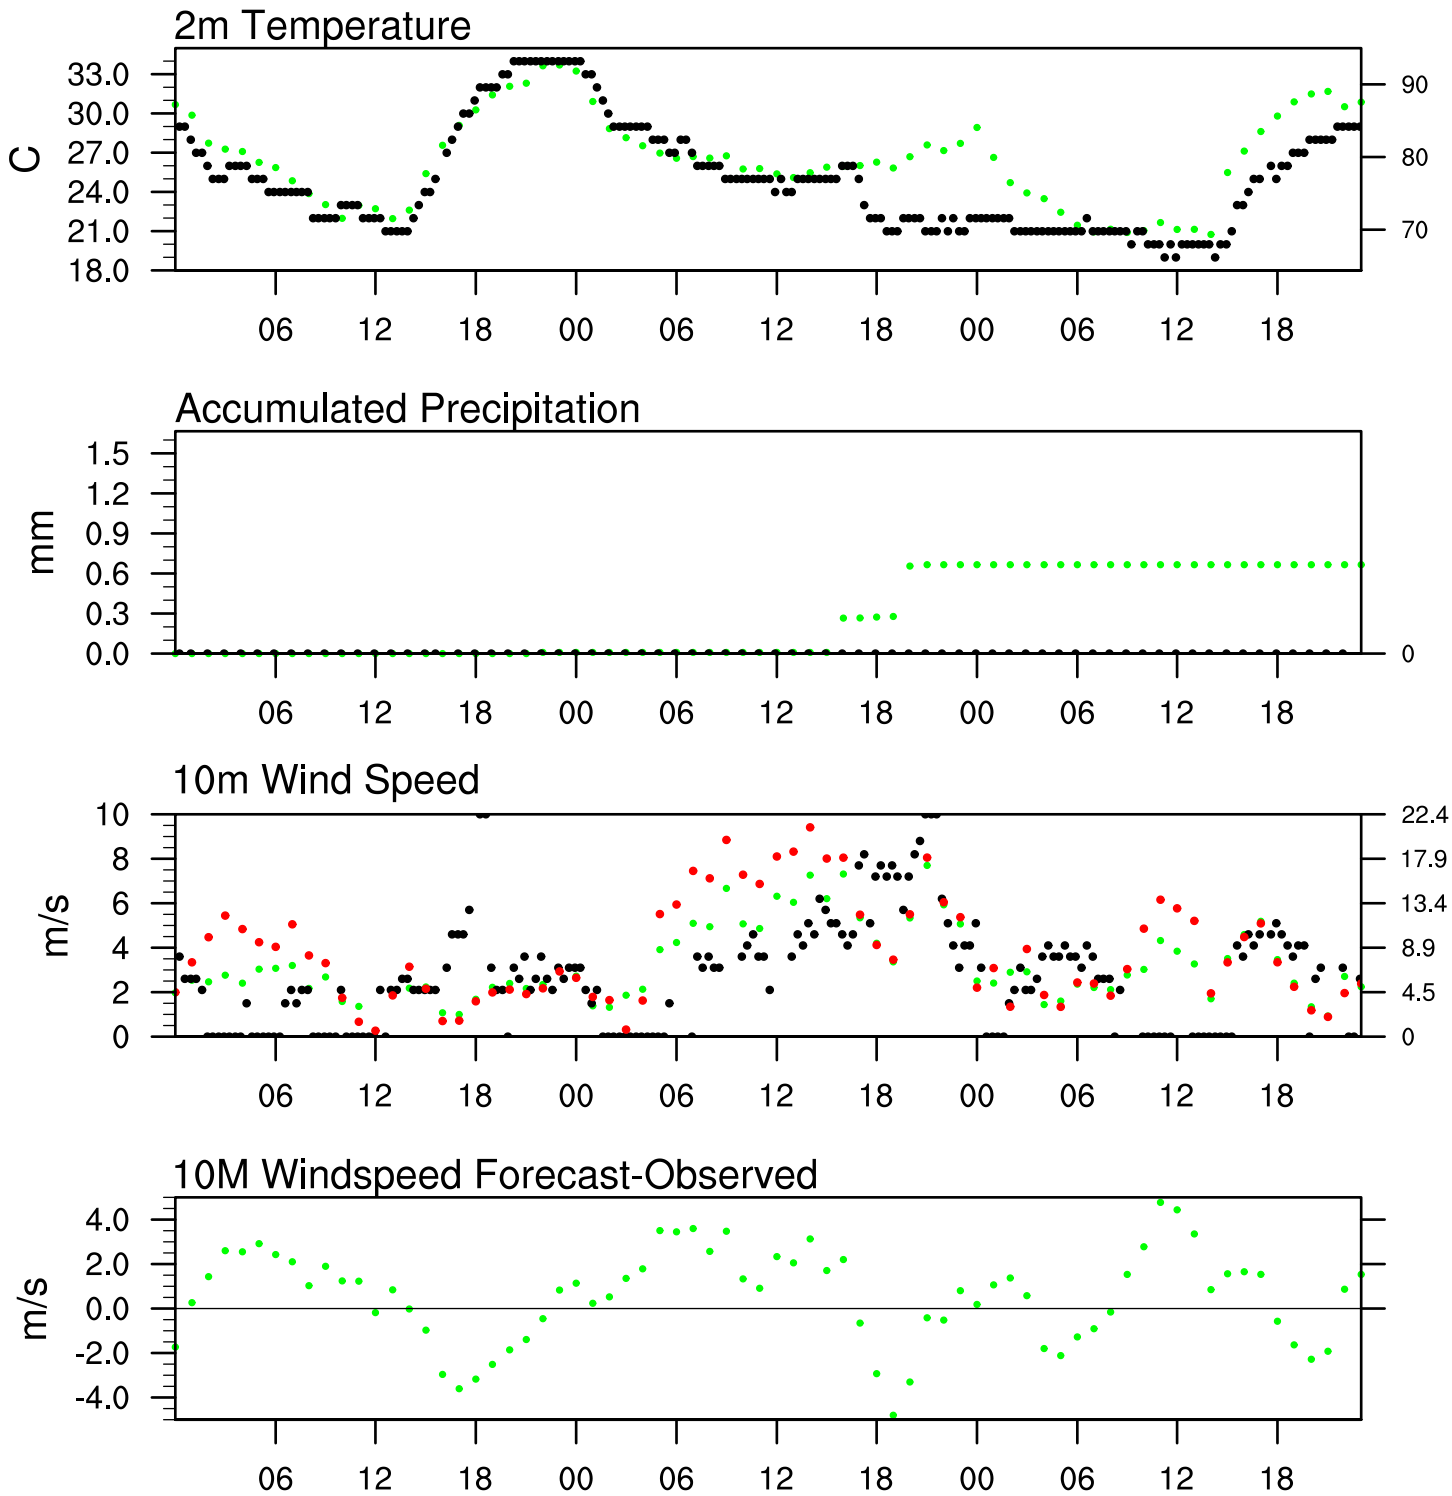 2m Temperature
33.0
30.0
27.0
24.0
21.0
18.0
C
90
80
70
06 12 18 00 06 12 18 00 06 12 18
Accumulated Precipitation
1.5
1.2
0.9
0.6
0.3
0.0
mm
0
06 12 18 00 06 12 18 00 06 12 18
10m Wind Speed
10
8
6
4
2
0
m/s
22.4
17.9
13.4
8.9
4.5
0
06 12 18 00 06 12 18 00 06 12 18
10M Windspeed Forecast-Observed
4.0
2.0
0.0
-2.0
-4.0
m/s
06 12 18 00 06 12 18 00 06 12 18